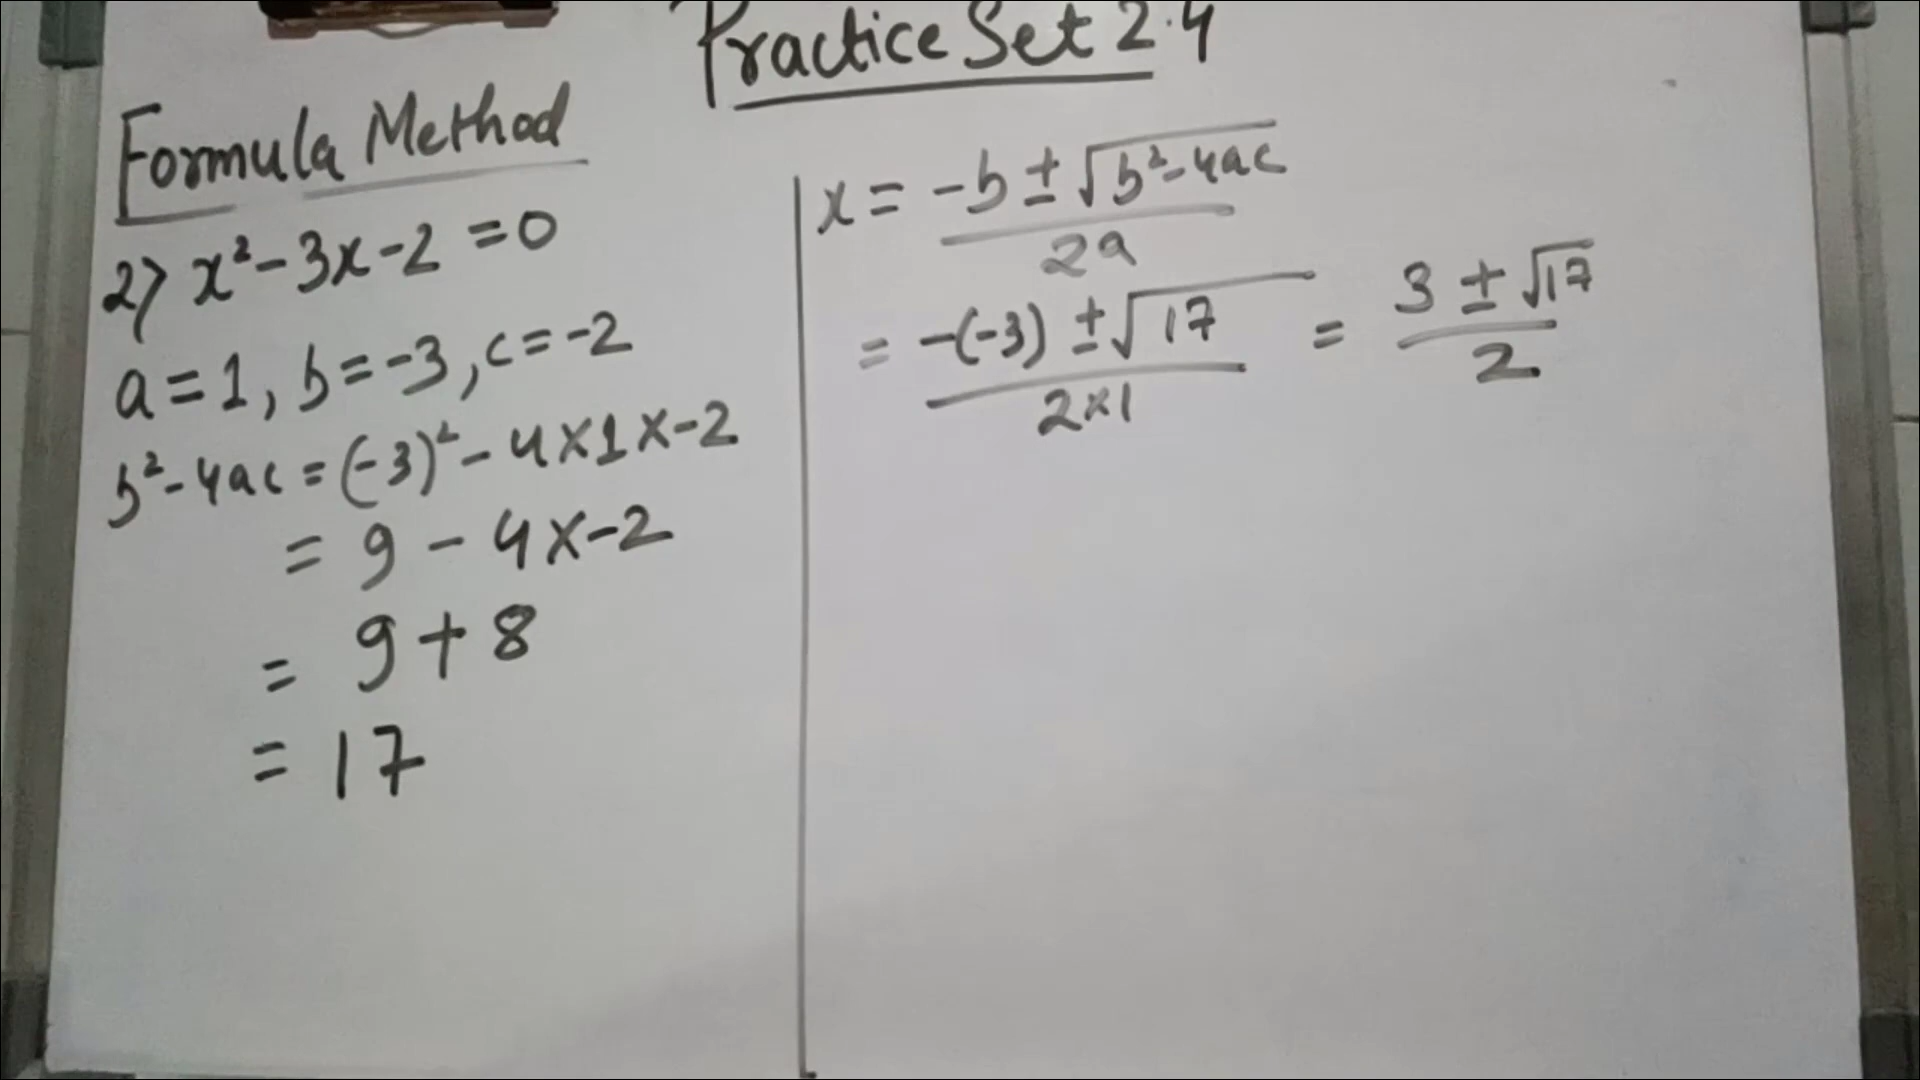 Practice Set 2.4
Formula Method
2) x² - 3x - 2 = 0
a = 1, b = -3, c = -2
b² - 4ac = (-3)² - 4 × 1 × -2
= 9 - 4 × -2
= 9 + 8
= 17
x = -b ± √b² - 4ac / 2a
= -(-3) ± √17 / 2×1 = 3 ± √17 / 2